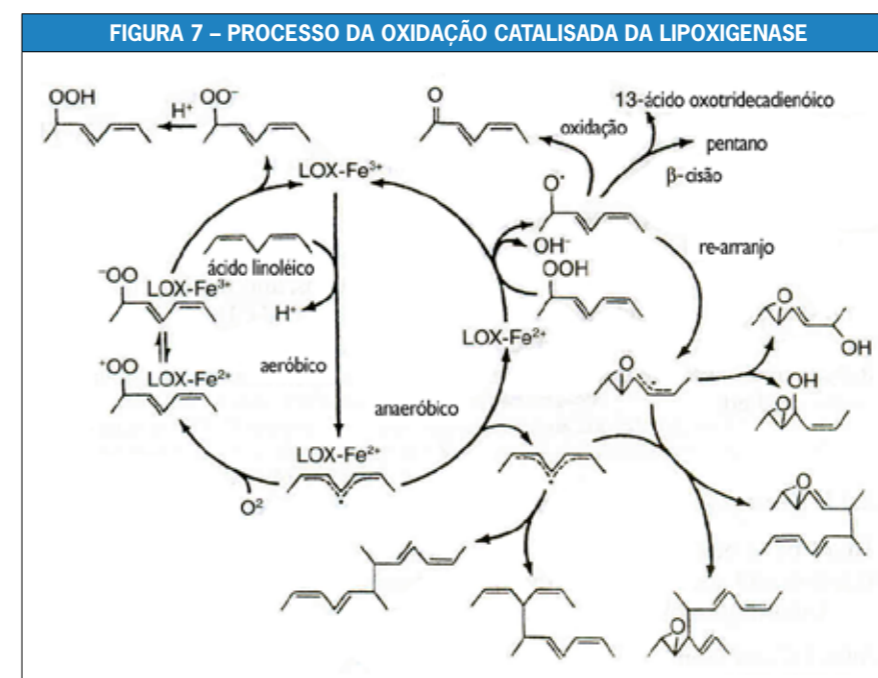 FIGURA 7 – PROCESSO DA OXIDAÇÃO CATALISADA DA LIPOXIGENASE
OOH
H⁺
OO⁻
O
oxidação
13-ácido oxotridecadienóico
pentano
β-cisão
LOX-Fe³⁺
O•
OH⁻
OOH
re-arranjo
ácido linoléico
H⁺
⁻OO
LOX-Fe³⁺
⁺OO
LOX-Fe²⁺
aeróbico
LOX-Fe²⁺
anaeróbico
LOX-Fe²⁺
O²
O
OH
O
OH
O
O
O